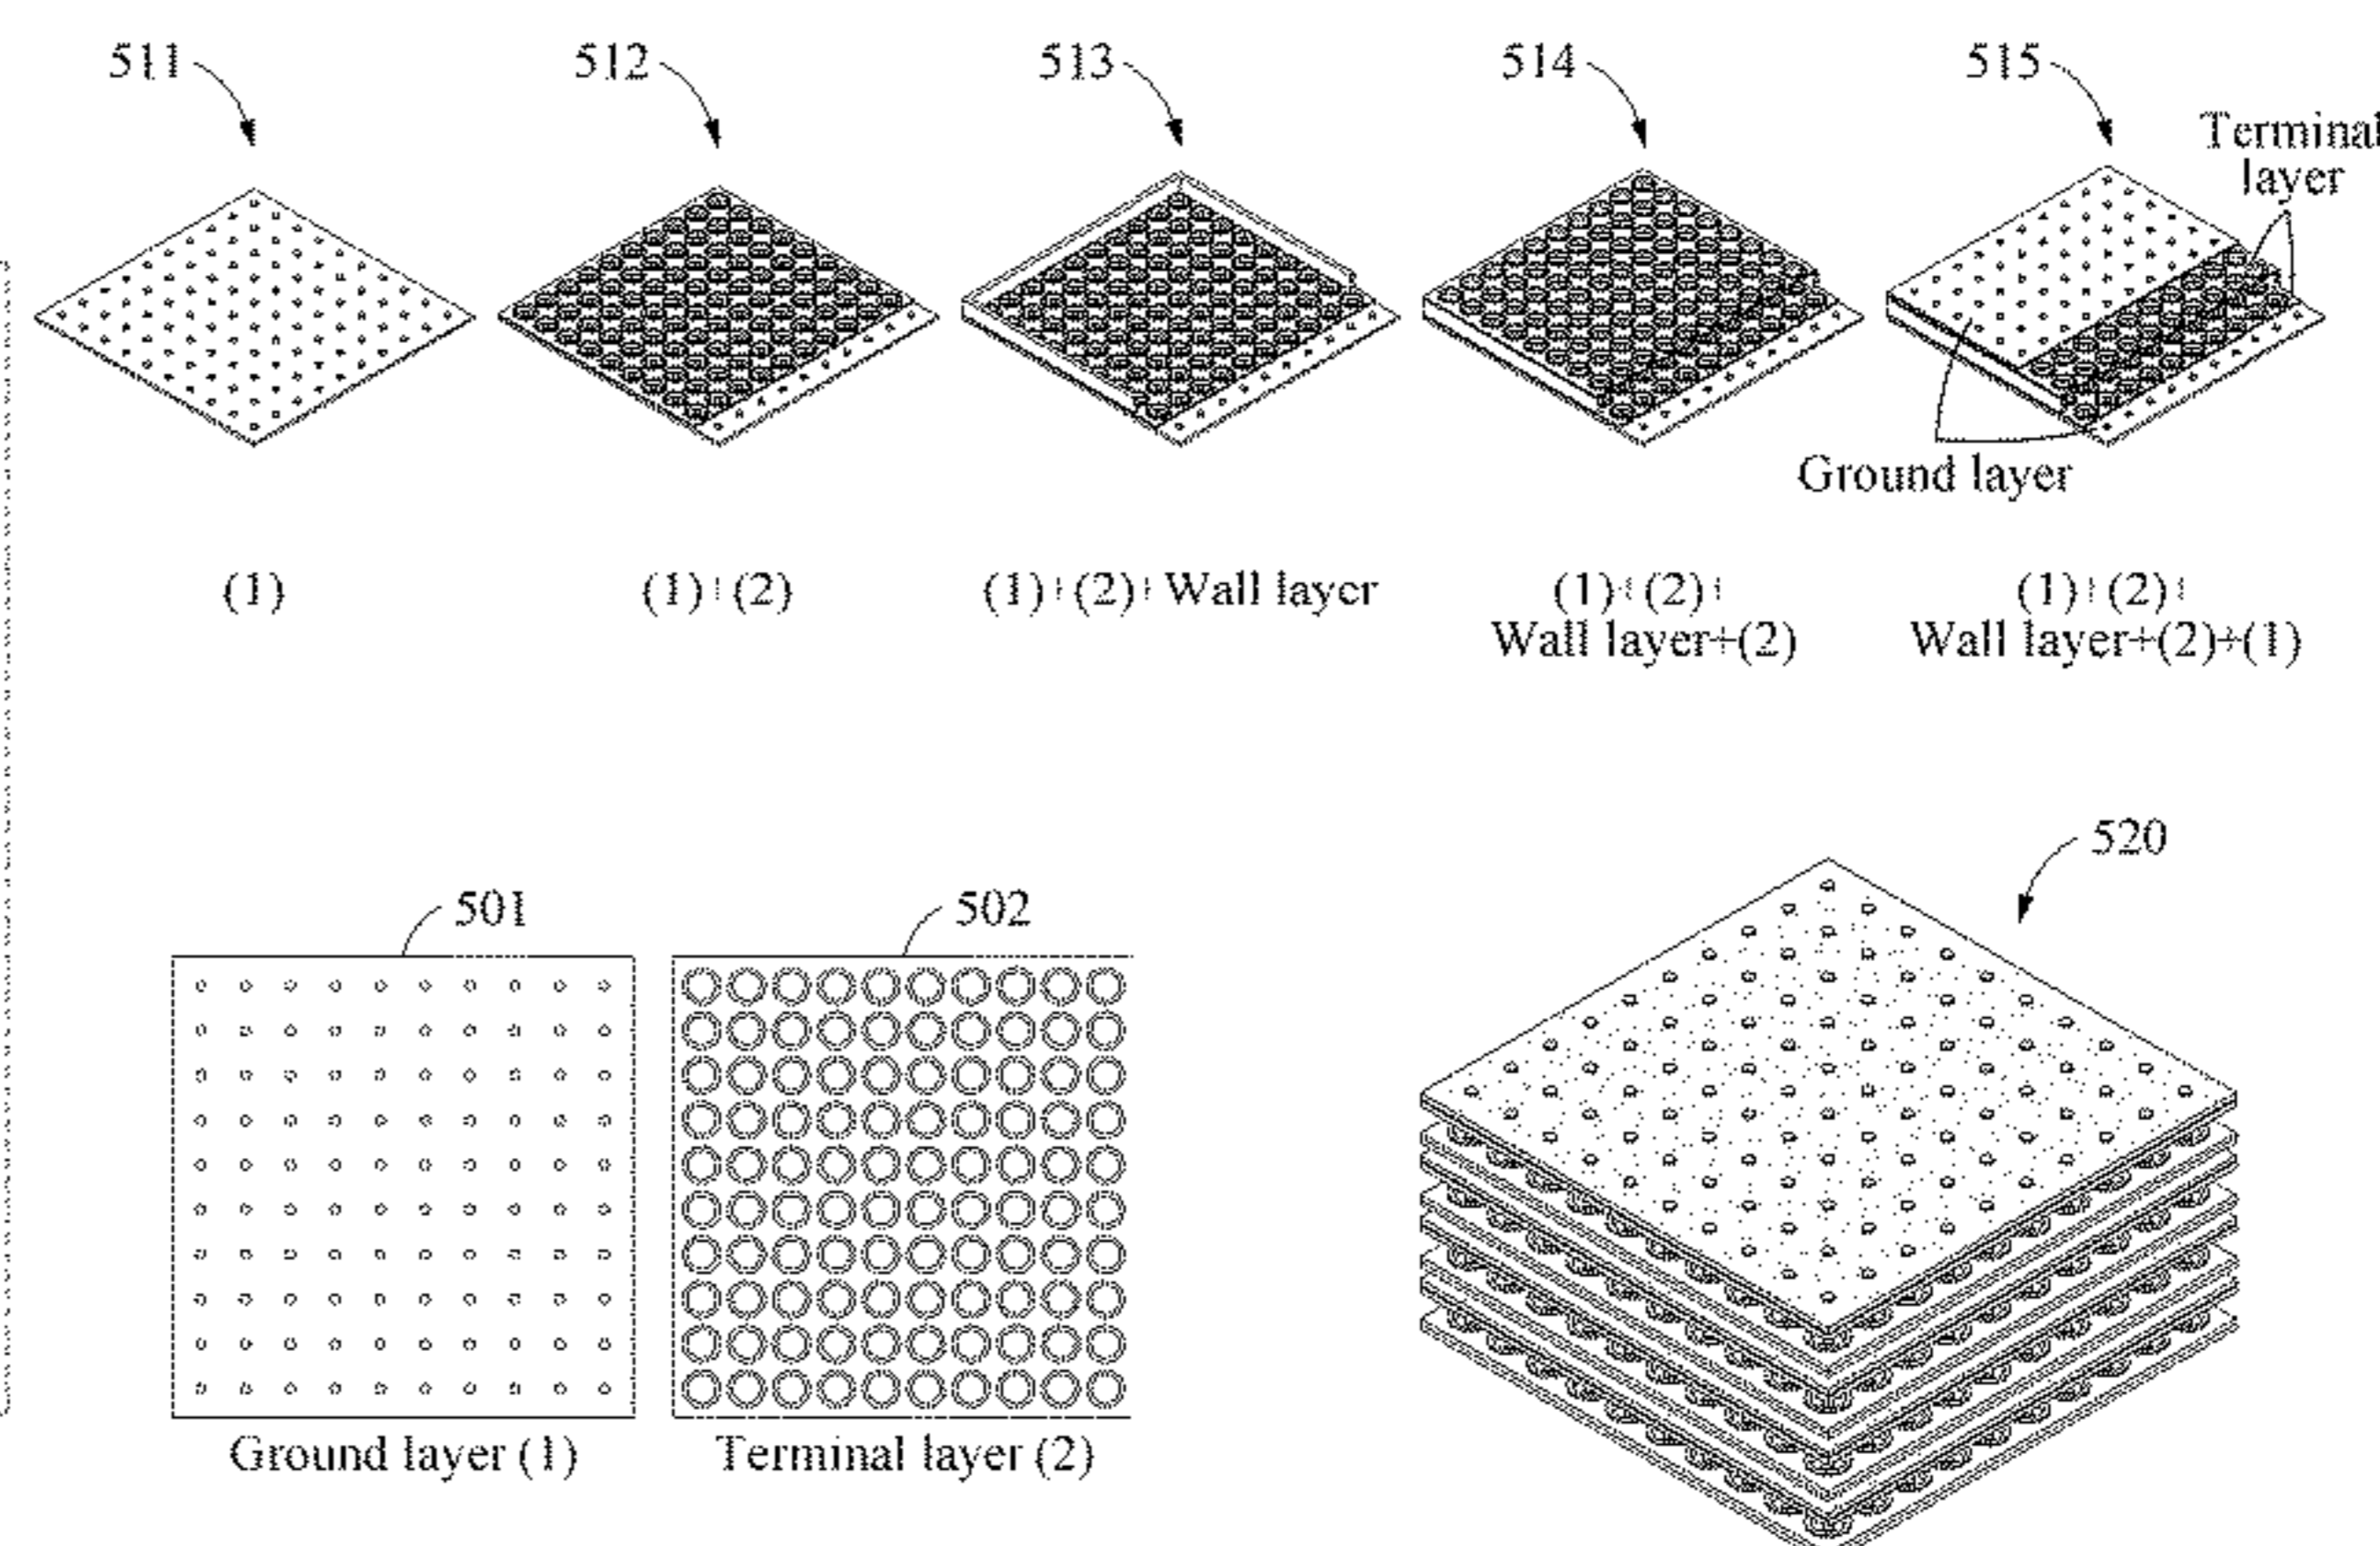 511
512
513
514
515
Terminal
layer
Ground layer
(1)
(1)+(2)
(1)+(2)+Wall layer
(1)+(2)+
Wall layer+(2)
(1)+(2)+
Wall layer+(2)+(1)
520
501
502
Ground layer (1)
Terminal layer (2)